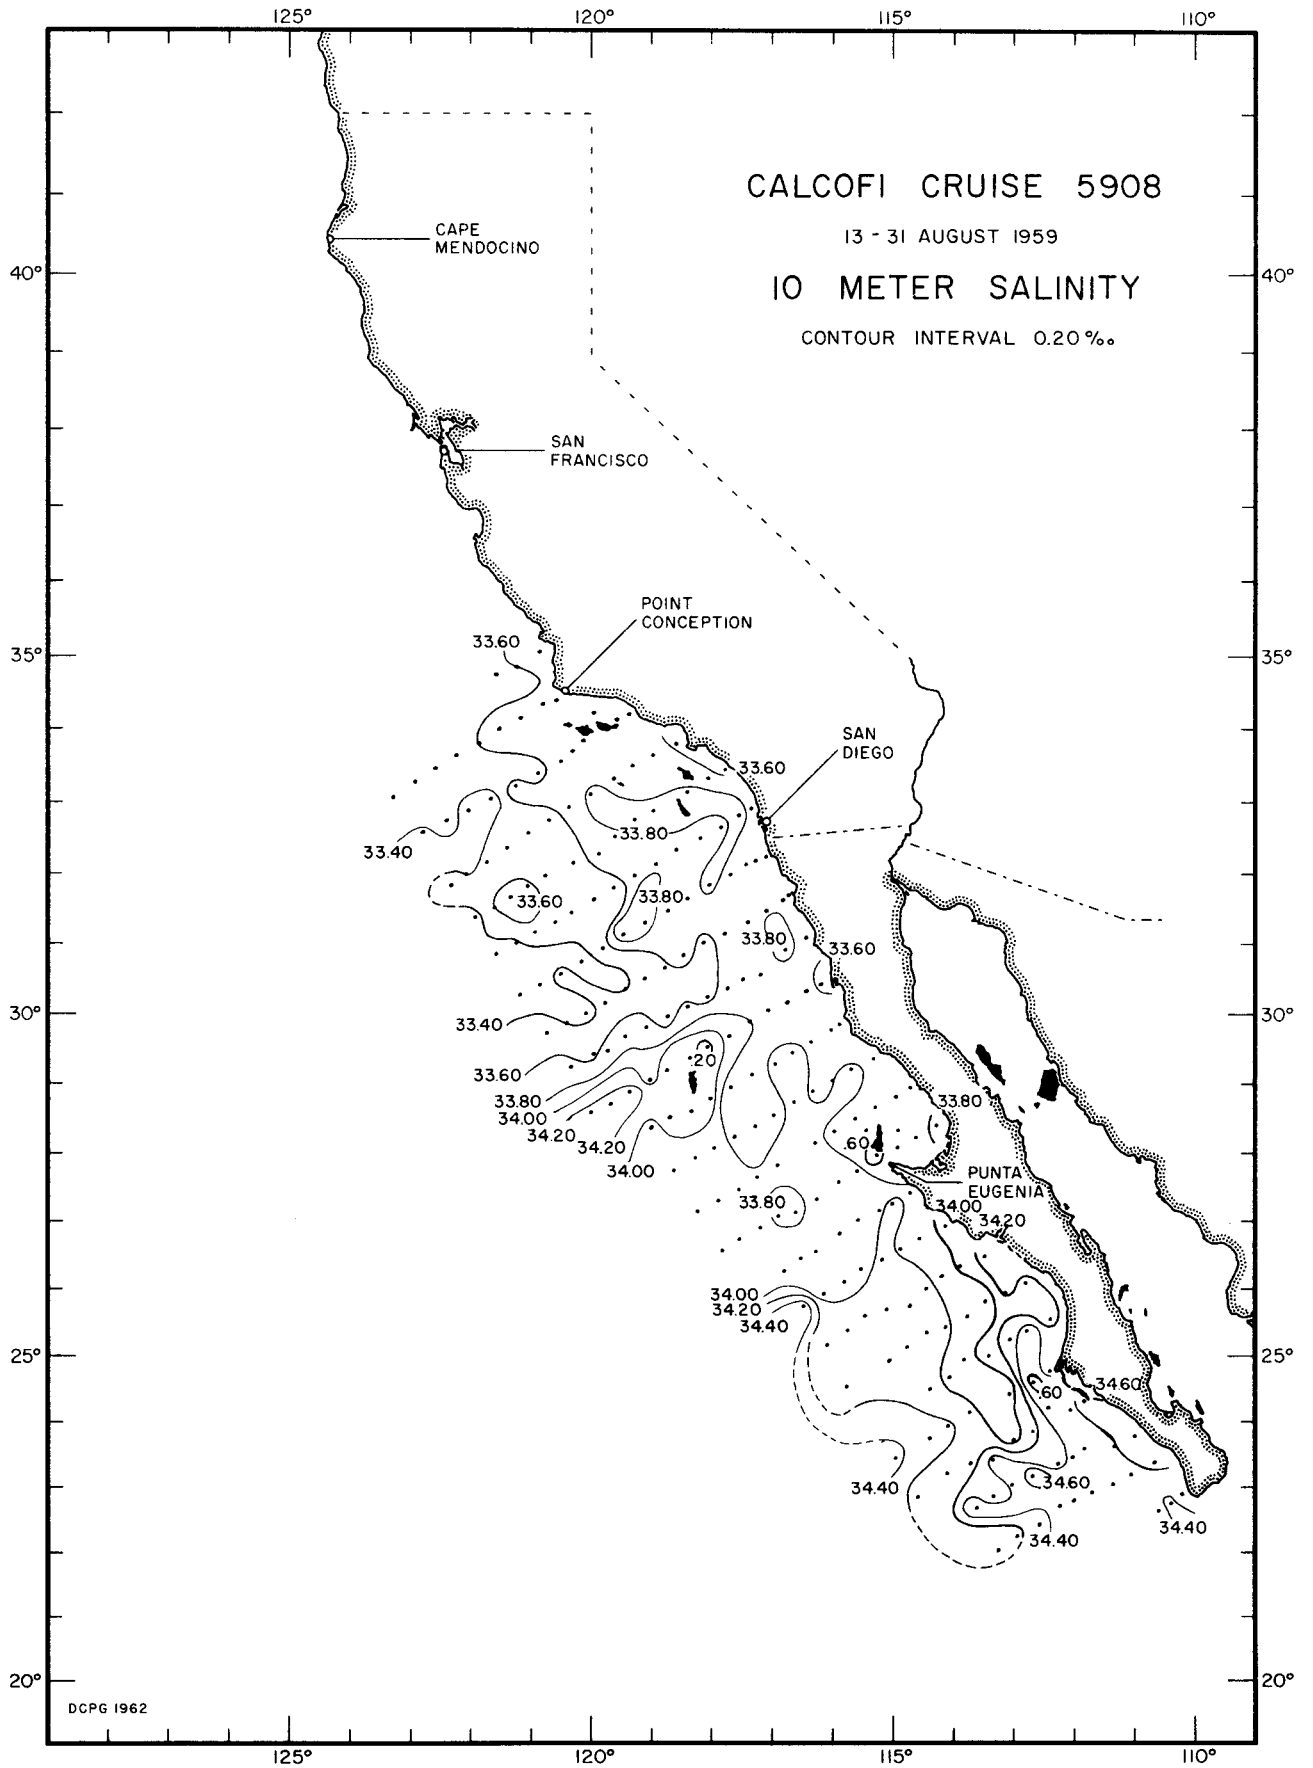 125° 120° 115° 110°
CALCOFI CRUISE 5908
13 - 31 AUGUST 1959
10 METER SALINITY
CONTOUR INTERVAL 0.20 ‰
CAPE
MENDOCINO
40° 40°
SAN
FRANCISCO
POINT
CONCEPTION
33.60
35° 35°
SAN
DIEGO
33.60
33.80
33.40
33.80
33.60
33.80
33.60
30° 30°
33.40
.20
33.60
33.80
33.80
34.00
34.20
34.20
.60
34.00
PUNTA
EUGENIA
33.80
34.00
34.20
34.00
34.20
34.40
25° 25°
34.60
.60
34.60
34.40
34.40
34.40
20° 20°
DCPG 1962
125° 120° 115° 110°